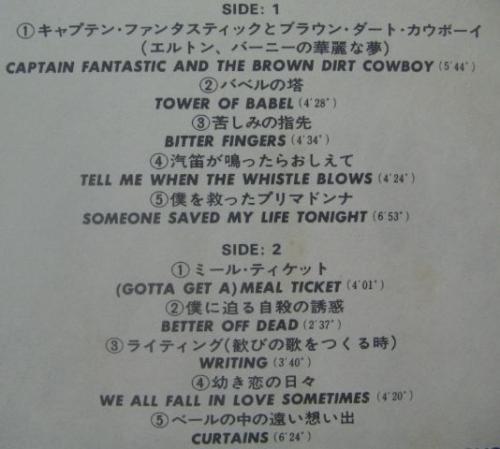 SIDE: 1
①キャプテン・ファンタスティックとブラウン・ダート・カウボーイ
(エルトン、バーニーの華麗な夢)
CAPTAIN FANTASTIC AND THE BROWN DIRT COWBOY (5'44")
②バベルの塔
TOWER OF BABEL (4'28")
③苦しみの指先
BITTER FINGERS (4'34")
④汽笛が鳴ったらおしえて
TELL ME WHEN THE WHISTLE BLOWS (4'24")
⑤僕を救ったプリマドンナ
SOMEONE SAVED MY LIFE TONIGHT (6'53")
SIDE: 2
①ミール・ティケット
(GOTTA GET A) MEAL TICKET (4'01")
②僕に迫る自殺の誘惑
BETTER OFF DEAD (2'37")
③ライティング(歓びの歌をつくる時)
WRITING (3'40")
④幼き恋の日々
WE ALL FALL IN LOVE SOMETIMES (4'20")
⑤ベールの中の遠い想い出
CURTAINS (6'24")